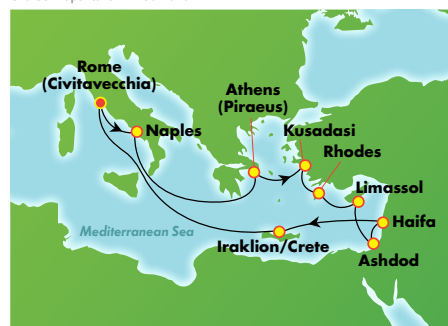 Rome
(Civitavecchia)
Naples
Athens
(Piraeus)
Kusadasi
Rhodes
Limassol
Haifa
Ashdod
Iraklion/Crete
Mediterranean Sea